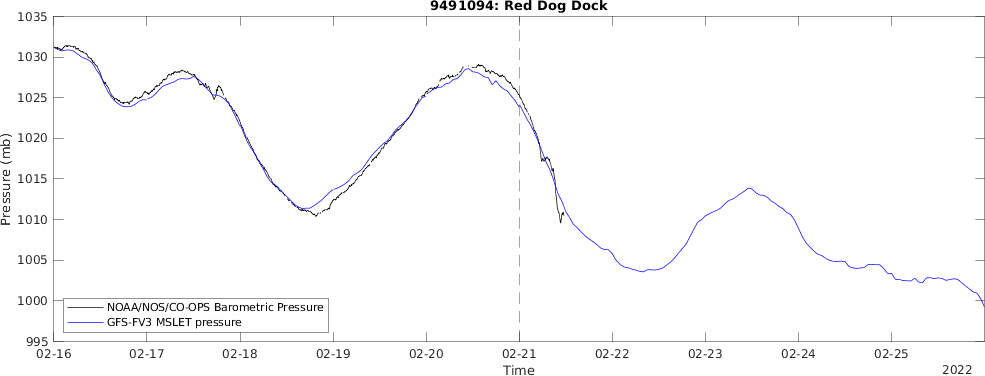 9491094: Red Dog Dock
1035
1030
1025
1020
1015
1010
1005
1000
995
Pressure (mb)
NOAA/NOS/CO-OPS Barometric Pressure
GFS-FV3 MSLET pressure
02-16 02-17 02-18 02-19 02-20 02-21 02-22 02-23 02-24 02-25
Time
2022